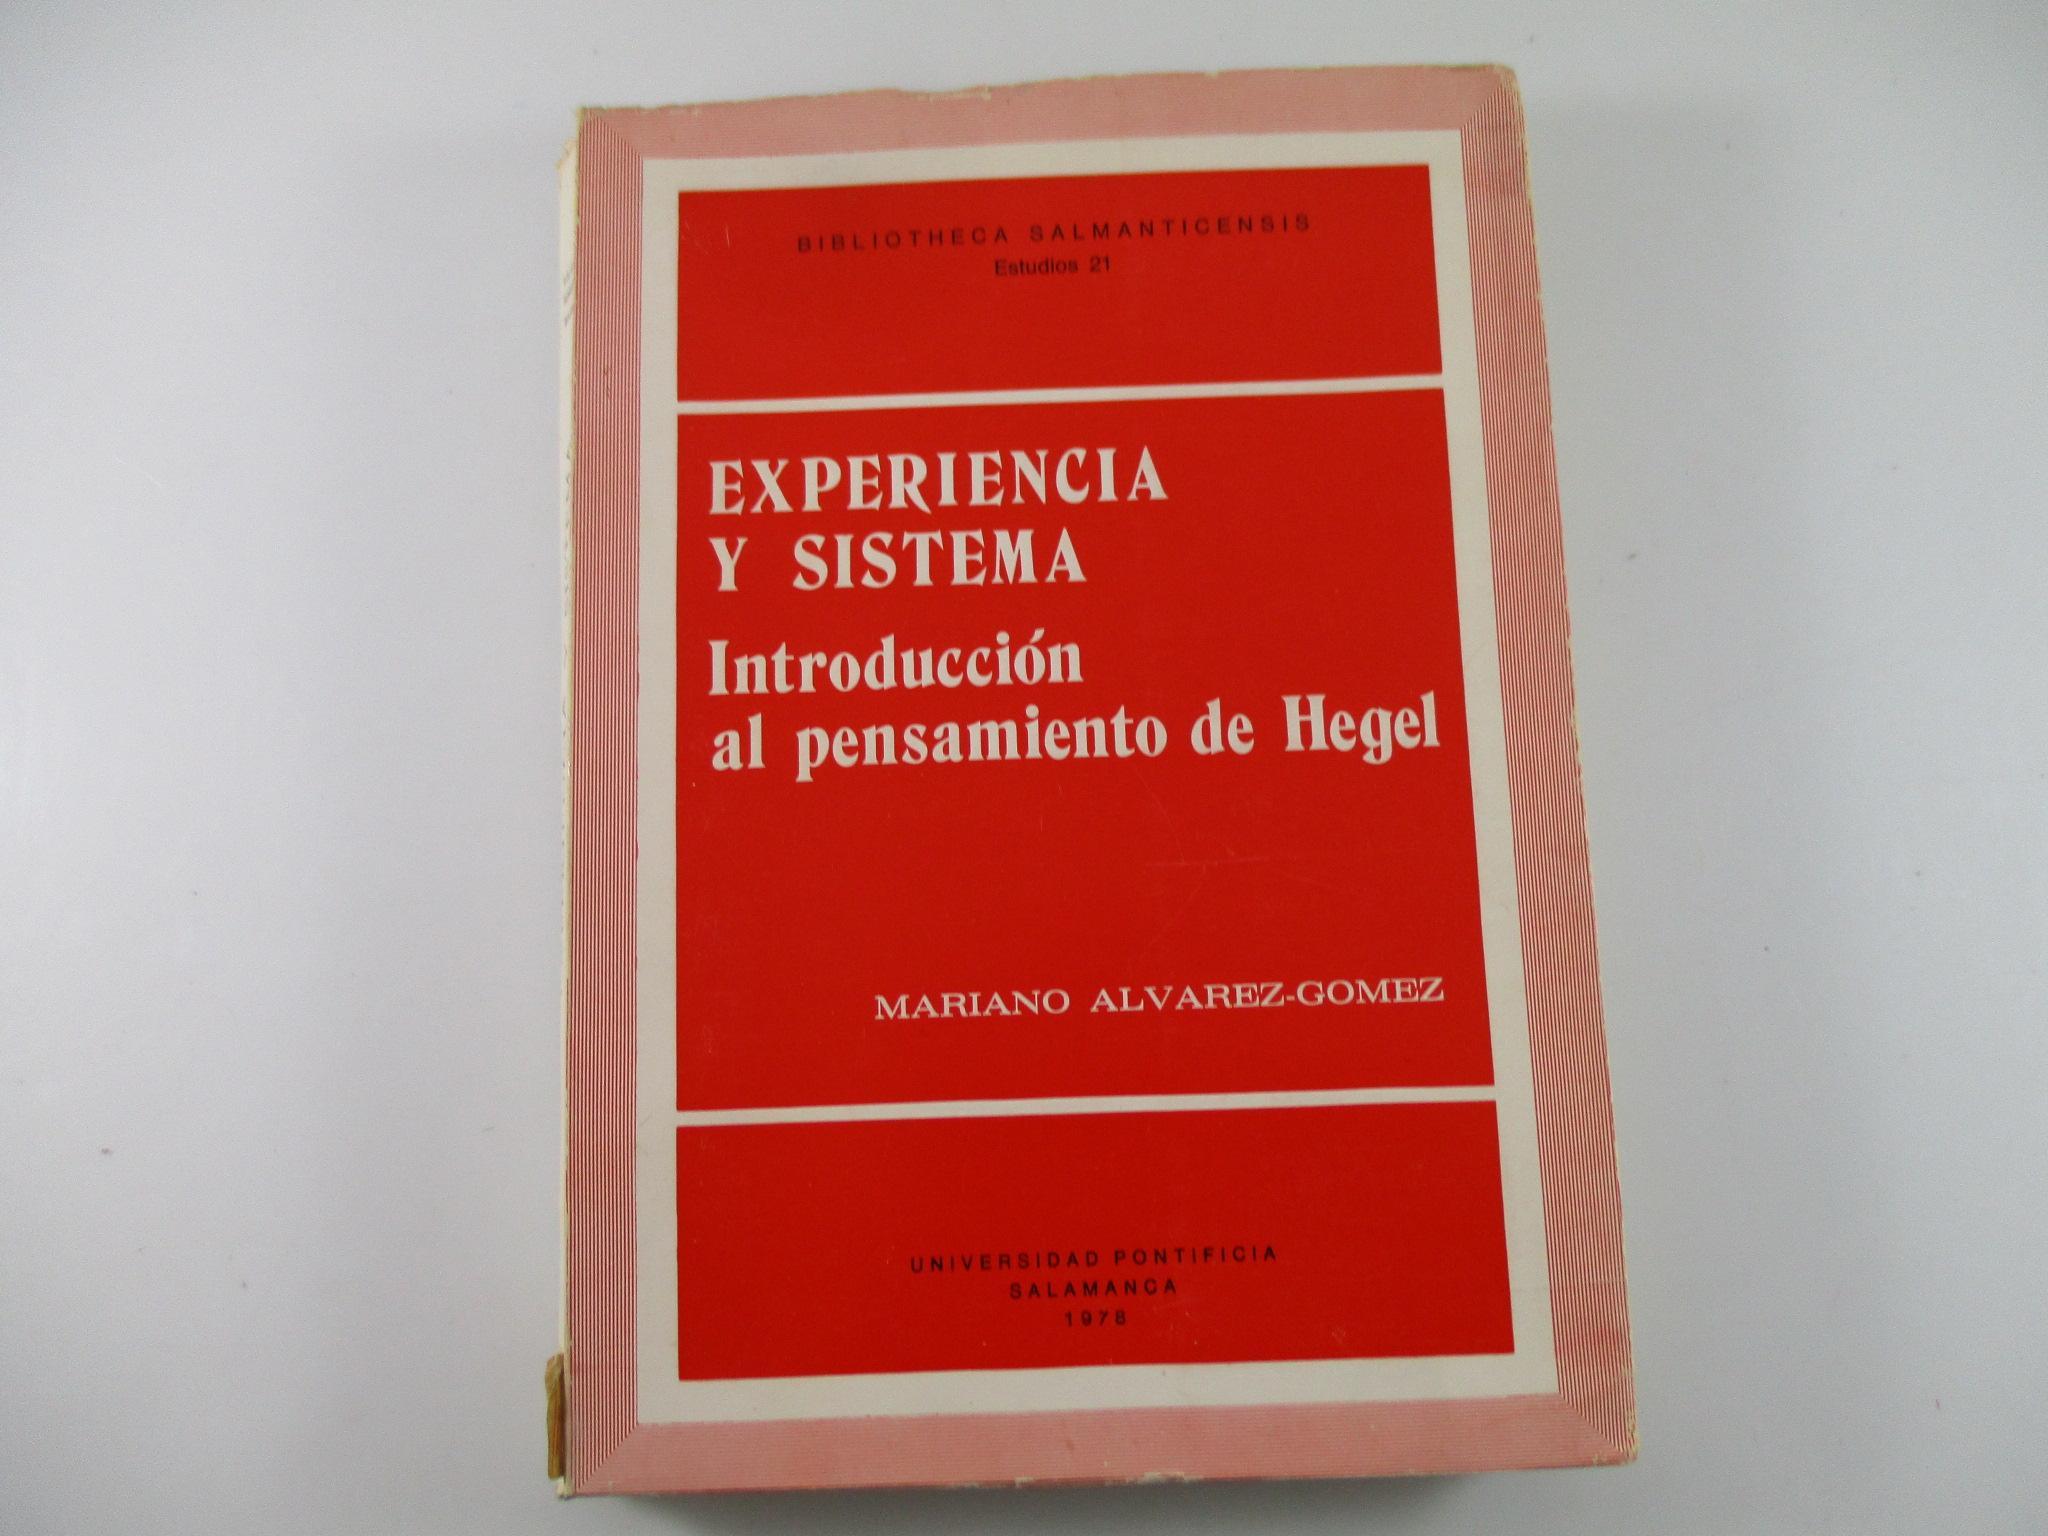 BIBLIOTHECA SALMANTICENSIS
Estudios 21
EXPERIENCIA
Y SISTEMA
Introducción
al pensamiento de Hegel
MARIANO ALVAREZ-GOMEZ
UNIVERSIDAD PONTIFICIA
SALAMANCA
1978